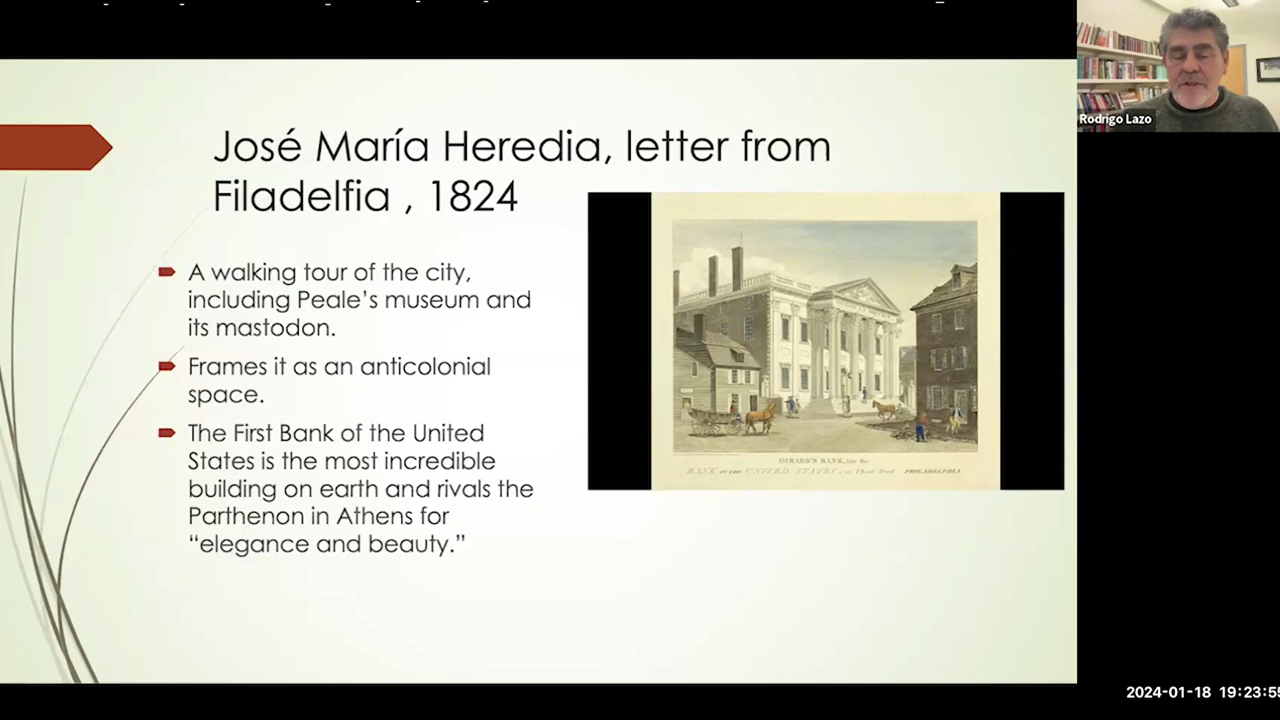 Rodrigo Lazo
José María Heredia, letter from
Filadelfia , 1824
A walking tour of the city,
including Peale’s museum and
its mastodon.
Frames it as an anticolonial
space.
The First Bank of the United
States is the most incredible
building on earth and rivals the
Parthenon in Athens for
“elegance and beauty.”
GIRARD'S BANK, late the
BANK OF THE UNITED STATES, in Third Street PHILADELPHIA
2024-01-18 19:23:55